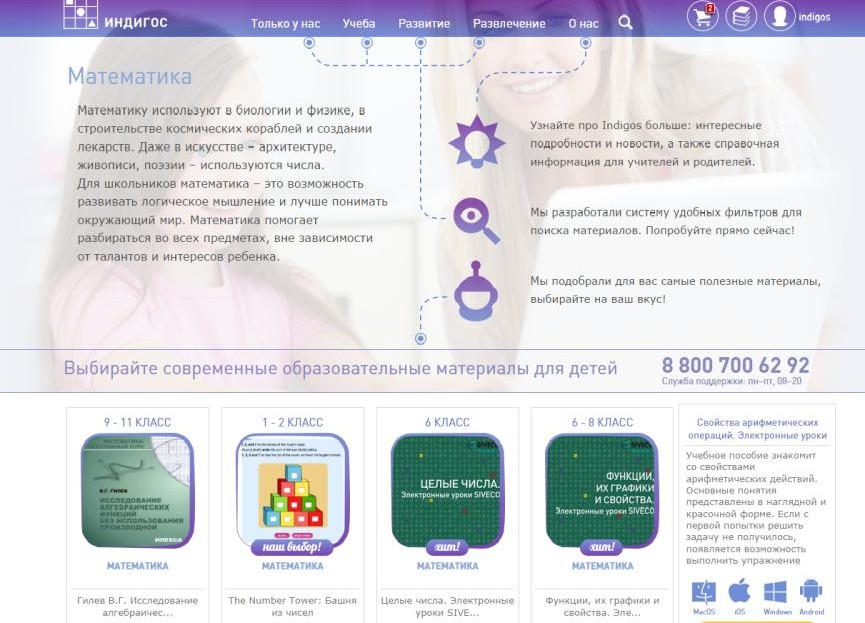 ИНДИГОС
Только у нас Учеба Развитие Развлечение О нас
2
indigos
Математика
Математику используют в биологии и физике, в
строительстве космических кораблей и создании
лекарств. Даже в искусстве – архитектуре,
живописи, поэзии – используются числа.
Для школьников математика – это возможность
развивать логическое мышление и лучше понимать
окружающий мир. Математика помогает
разбираться во всех предметах, вне зависимости
от талантов и интересов ребенка.
Узнайте про Indigos больше: интересные
подробности и новости, а также справочная
информация для учителей и родителей.
Мы разработали систему удобных фильтров для
поиска материалов. Попробуйте прямо сейчас!
Мы подобрали для вас самые полезные материалы,
выбирайте на ваш вкус!
Выбирайте современные образовательные материалы для детей
8 800 700 62 92
Служба поддержки: пн–пт, 08–20
9 - 11 КЛАСС
В.Г. ГИЛЕВ
ИССЛЕДОВАНИЕ
АЛГЕБРАИЧЕСКИХ
ФУНКЦИЙ
БЕЗ ИСПОЛЬЗОВАНИЯ
ПРОИЗВОДНОЙ
ИЛЕКСА
МАТЕМАТИКА
Гилев В.Г. Исследование
алгебраичес...
1 - 2 КЛАСС
наш выбор!
МАТЕМАТИКА
The Number Tower: Башня
из чисел
6 КЛАСС
SIVECO
ЦЕЛЫЕ ЧИСЛА.
Электронные уроки SIVECO
хит!
МАТЕМАТИКА
Целые числа. Электронные
уроки SIVE...
6 - 8 КЛАСС
SIVECO
ФУНКЦИИ,
ИХ ГРАФИКИ
И СВОЙСТВА.
Электронные уроки SIVECO
хит!
МАТЕМАТИКА
Функции, их графики и
свойства. Эле...
Свойства арифметических
операций. Электронные уроки
Учебное пособие знакомит
со свойствами
арифметических действий.
Основные понятия
представлены в наглядной и
красочной форме. Если с
первой попытки решить
задачу не получилось,
появляется возможность
выполнить упражнение
MacOS iOS Windows Android